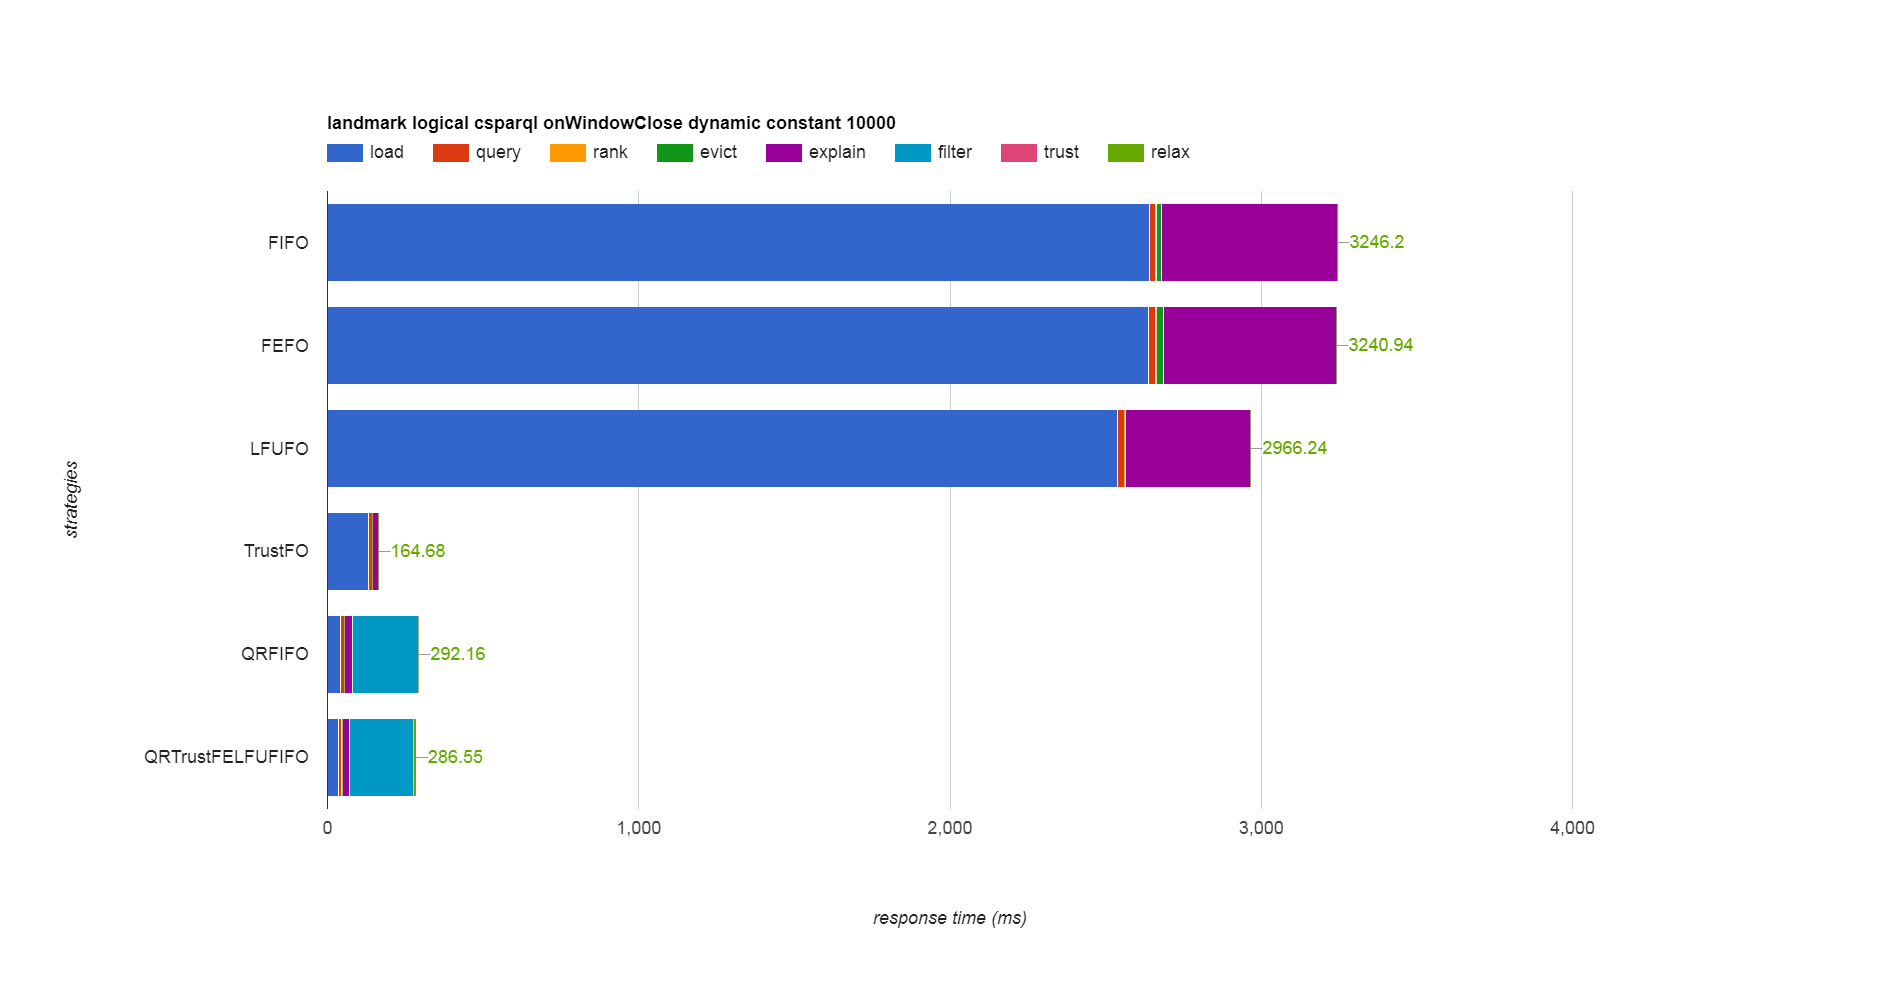 landmark logical csparql onWindowClose dynamic constant 10000
load query rank evict explain filter trust relax
FIFO 3246.2
FEFO 3240.94
LFUFO 2966.24
TrustFO 164.68
QRFIFO 292.16
QRTrustFELFUFIFO 286.55
strategies
0 1,000 2,000 3,000 4,000
response time (ms)